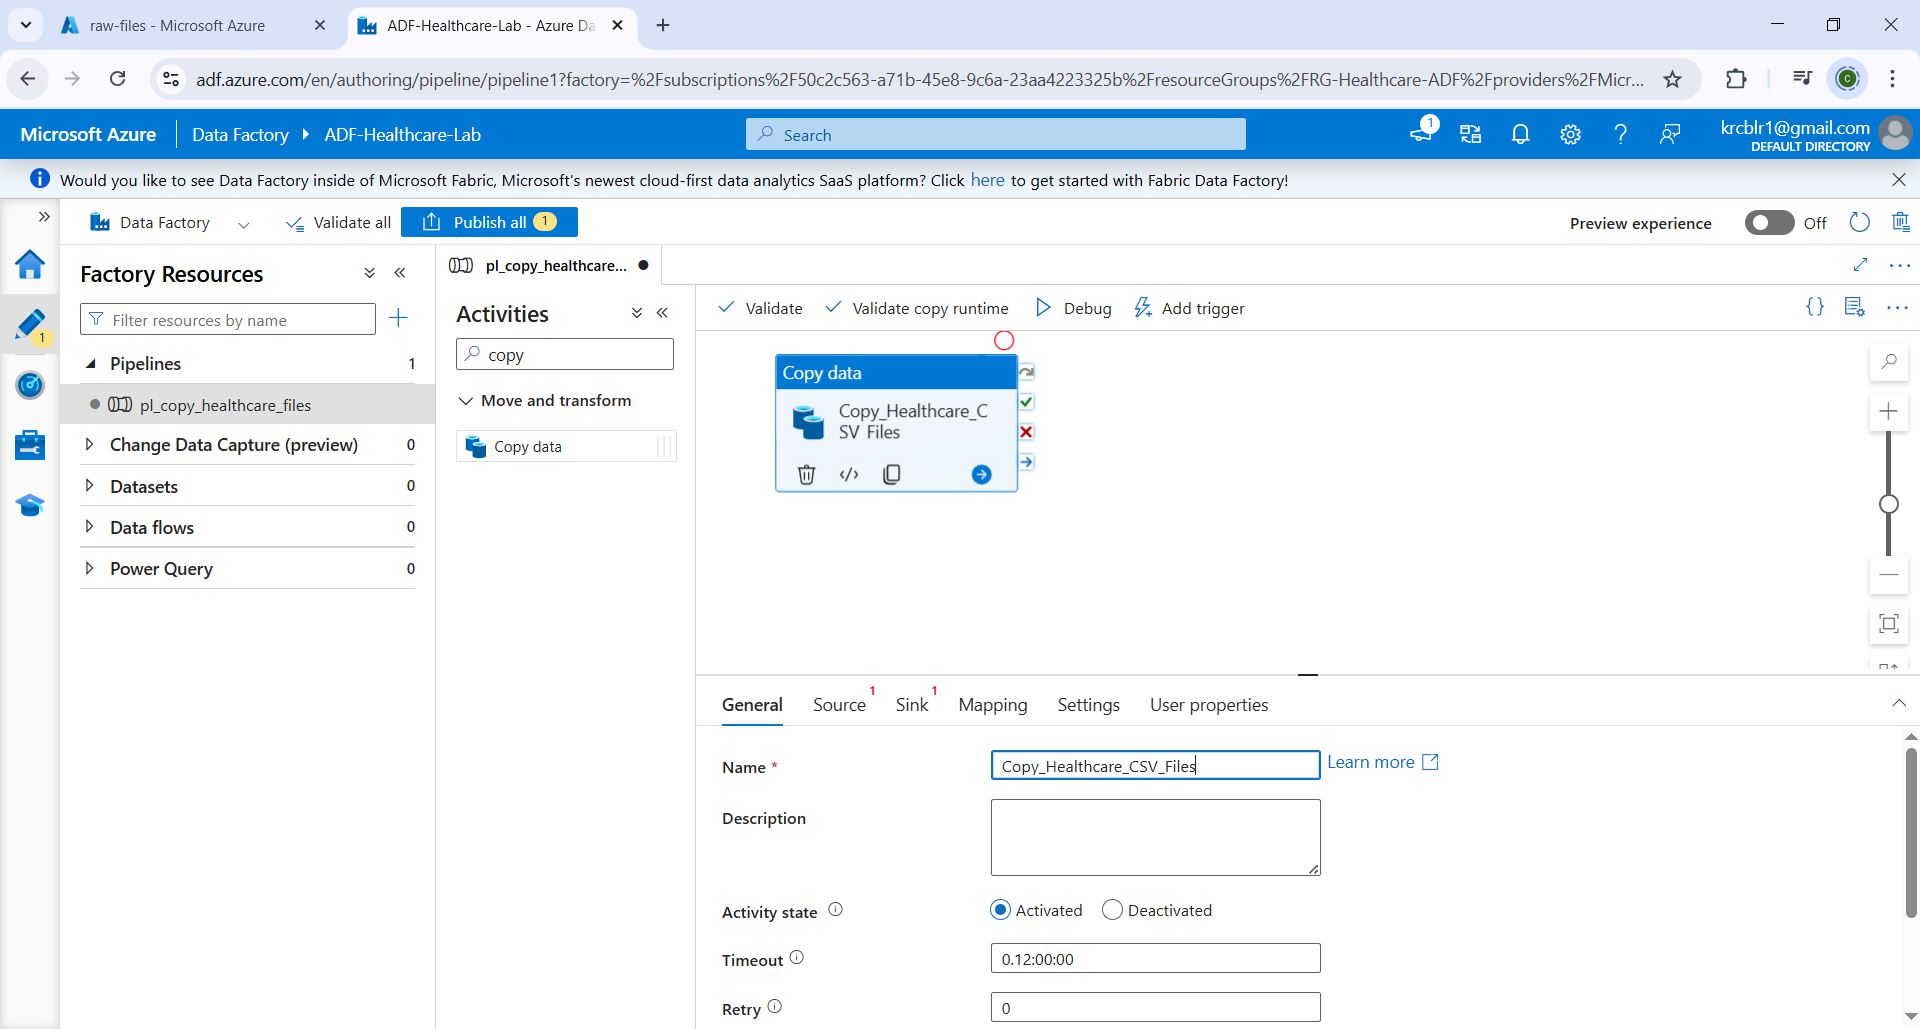 raw-files - Microsoft Azure
ADF-Healthcare-Lab - Azure Da
adf.azure.com/en/authoring/pipeline/pipeline1?factory=%2Fsubscriptions%2F50c2c563-a71b-45e8-9c6a-23aa4223325b%2FresourceGroups%2FRG-Healthcare-ADF%2Fproviders%2FMicr...
C
Microsoft Azure
Data Factory
ADF-Healthcare-Lab
Search
1
krcblr1@gmail.com
DEFAULT DIRECTORY
Would you like to see Data Factory inside of Microsoft Fabric, Microsoft's newest cloud-first data analytics SaaS platform? Click here to get started with Fabric Data Factory!
Data Factory
Validate all
Publish all 1
Preview experience
Off
1
Factory Resources
Filter resources by name
Pipelines 1
pl_copy_healthcare_files
Change Data Capture (preview) 0
Datasets 0
Data flows 0
Power Query 0
pl_copy_healthcare...
Activities
copy
Move and transform
Copy data
Validate
Validate copy runtime
Debug
Add trigger
Copy data
Copy_Healthcare_C
SV_Files
General
Source 1
Sink 1
Mapping
Settings
User properties
Name *
Copy_Healthcare_CSV_Files
Learn more
Description
Activity state
Activated
Deactivated
Timeout
0.12:00:00
Retry
0